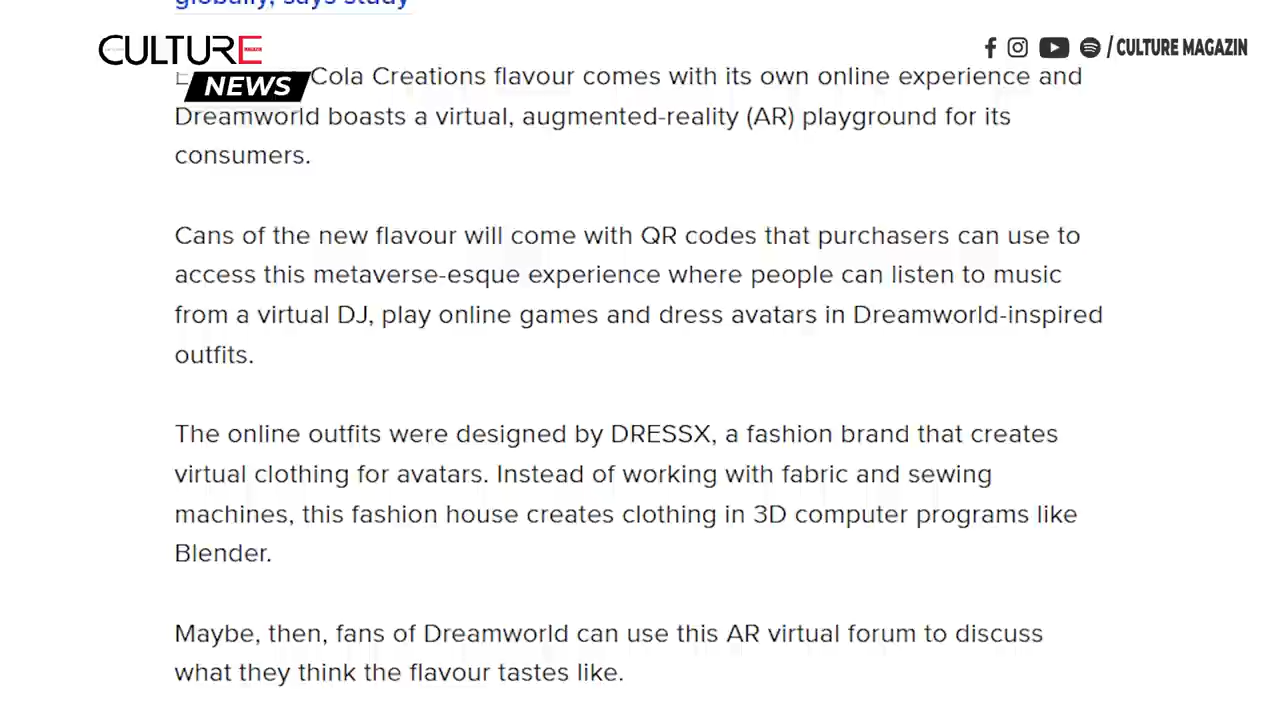 globally, says study
CULTURE
MAGAZIN
NEWS
/ CULTURE MAGAZIN
Cola Creations flavour comes with its own online experience and
Dreamworld boasts a virtual, augmented-reality (AR) playground for its
consumers.
Cans of the new flavour will come with QR codes that purchasers can use to
access this metaverse-esque experience where people can listen to music
from a virtual DJ, play online games and dress avatars in Dreamworld-inspired
outfits.
The online outfits were designed by DRESSX, a fashion brand that creates
virtual clothing for avatars. Instead of working with fabric and sewing
machines, this fashion house creates clothing in 3D computer programs like
Blender.
Maybe, then, fans of Dreamworld can use this AR virtual forum to discuss
what they think the flavour tastes like.